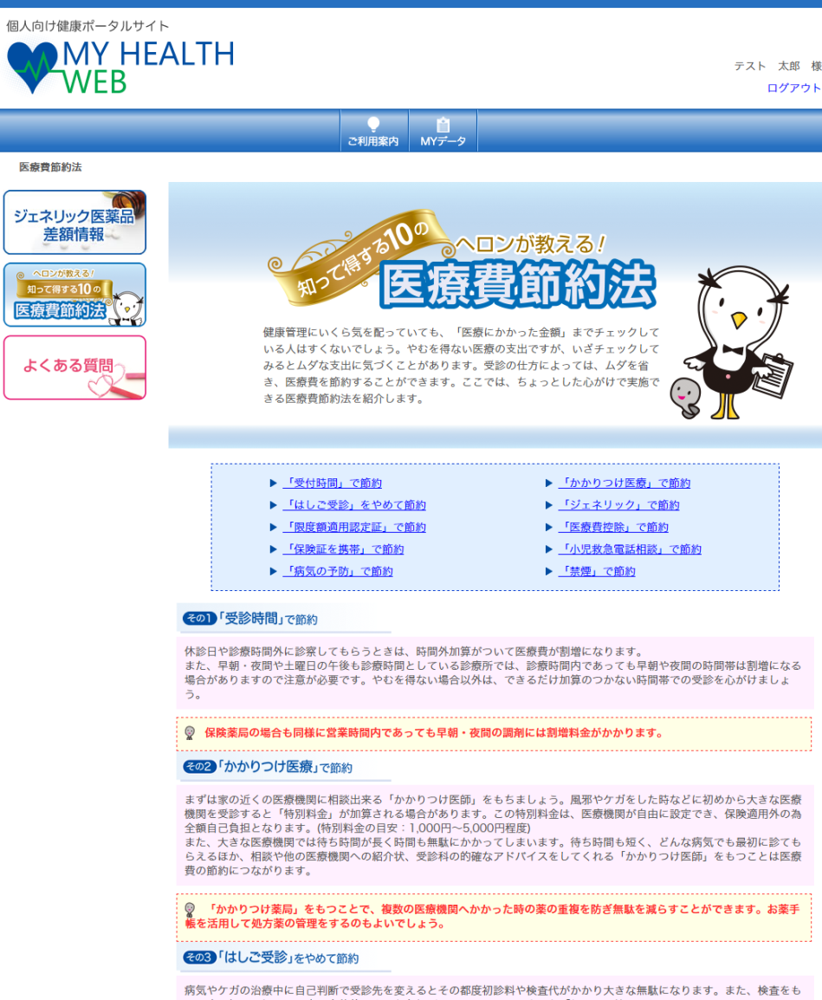 個人向け健康ポータルサイト
MY HEALTH
WEB
テスト　太郎　様
ログアウト
ご利用案内
MYデータ
医療費節約法
ジェネリック医薬品
差額情報
ヘロンが教える!
知って得する10の
医療費節約法
よくある質問
知って得する10の
ヘロンが教える!
医療費節約法
健康管理にいくら気を配っていても、「医療にかかった金額」までチェックして
いる人はすくないでしょう。やむを得ない医療の支出ですが、いざチェックして
みるとムダな支出に気づくことがあります。受診の仕方によっては、ムダを省
き、医療費を節約することができます。ここでは、ちょっとした心がけで実施で
きる医療費節約法を紹介します。
▶ 「受付時間」で節約
▶ 「はしご受診」をやめて節約
▶ 「限度額適用認定証」で節約
▶ 「保険証を携帯」で節約
▶ 「病気の予防」で節約
▶ 「かかりつけ医療」で節約
▶ 「ジェネリック」で節約
▶ 「医療費控除」で節約
▶ 「小児救急電話相談」で節約
▶ 「禁煙」で節約
その1「受診時間」で節約
休診日や診療時間外に診察してもらうときは、時間外加算がついて医療費が割増になります。
また、早朝・夜間や土曜日の午後も診療時間としている診療所では、診療時間内であっても早朝や夜間の時間帯は割増になる
場合がありますので注意が必要です。やむを得ない場合以外は、できるだけ加算のつかない時間帯での受診を心がけましょ
う。
保険薬局の場合も同様に営業時間内であっても早朝・夜間の調剤には割増料金がかかります。
その2「かかりつけ医療」で節約
まずは家の近くの医療機関に相談出来る「かかりつけ医師」をもちましょう。風邪やケガをした時などに初めから大きな医療
機関を受診すると「特別料金」が加算される場合があります。この特別料金は、医療機関が自由に設定でき、保険適用外の為
全額自己負担となります。(特別料金の目安：1,000円～5,000円程度)
また、大きな医療機関では待ち時間が長く時間も無駄にかかってしまいます。待ち時間も短く、どんな病気でも最初に診ても
らえるほか、相談や他の医療機関への紹介状、受診科の的確なアドバイスをしてくれる「かかりつけ医師」をもつことは医療
費の節約につながります。
「かかりつけ薬局」をもつことで、複数の医療機関へかかった時の薬の重複を防ぎ無駄を減らすことができます。お薬手
帳を活用して処方薬の管理をするのもよいでしょう。
その3「はしご受診」をやめて節約
病気やケガの治療中に自己判断で受診先を変えるとその都度初診料や検査代がかかり大きな無駄になります。また、検査をも